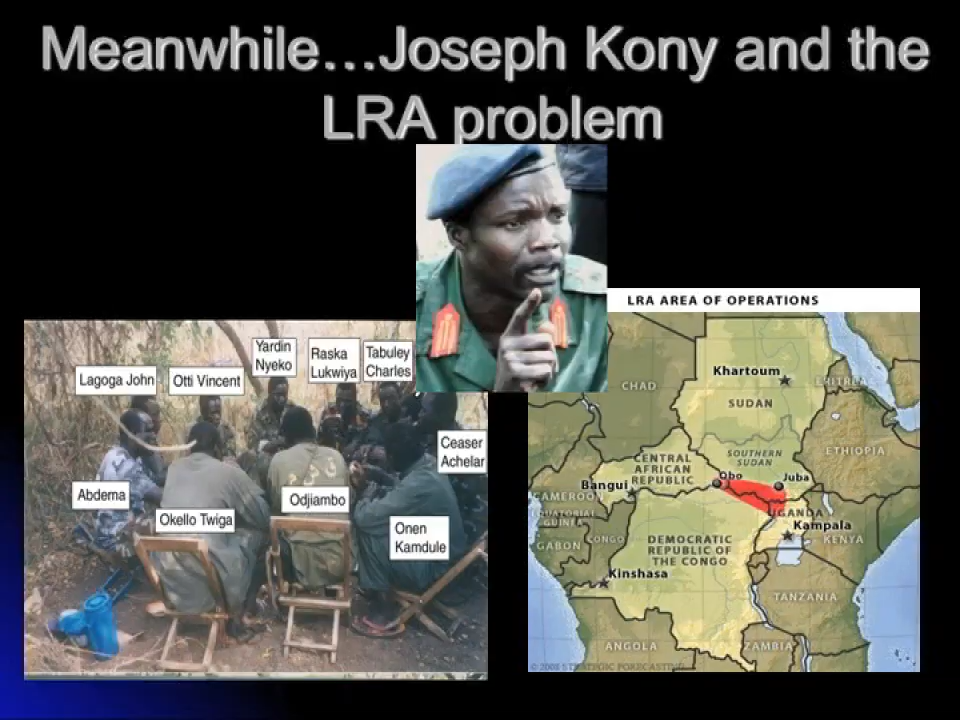 Meanwhile…Joseph Kony and the
LRA problem
Lagoga John
Otti Vincent
Yardin
Nyeko
Raska
Lukwiya
Tabuley
Charles
Ceaser
Achelar
Abdema
Okello Twiga
Odjiambo
Onen
Kamdule
LRA AREA OF OPERATIONS
CHAD
Khartoum
SUDAN
ERITREA
ETHIOPIA
SOUTHERN
SUDAN
CENTRAL
AFRICAN
REPUBLIC
Obo
Juba
Bangui
CAMEROON
EQUATORIAL
GUINEA
GABON
CONGO
UGANDA
Kampala
KENYA
DEMOCRATIC
REPUBLIC OF
THE CONGO
Kinshasa
TANZANIA
ANGOLA
ZAMBIA
© 2008 STRATEGIC FORECASTING